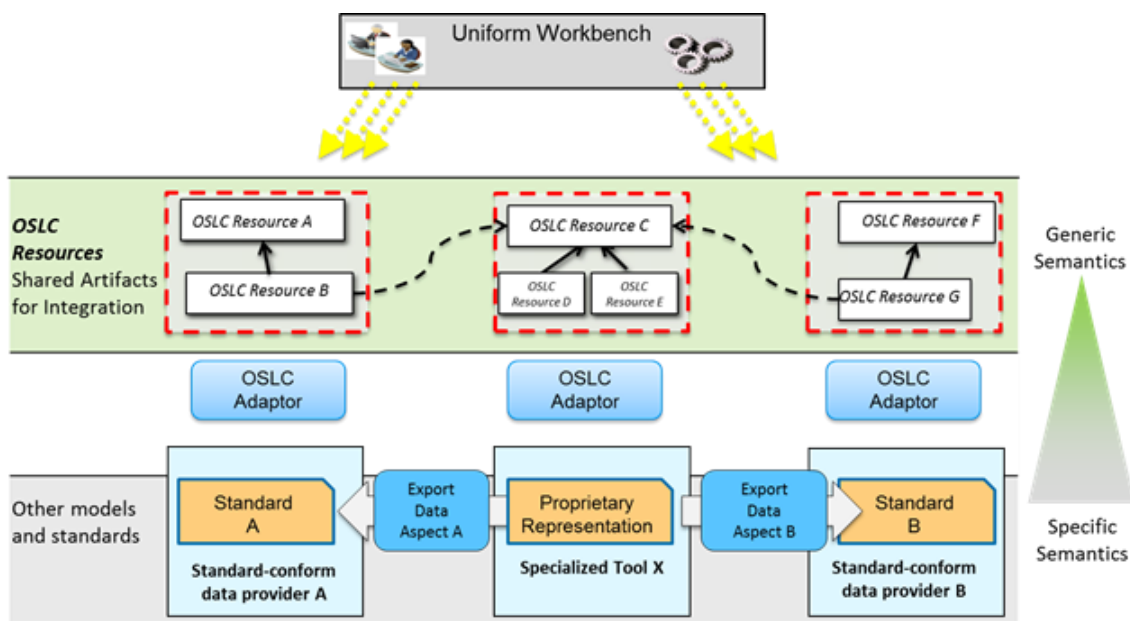 Uniform Workbench
OSLC
Resources
Shared Artifacts
for Integration
OSLC Resource A
OSLC Resource B
OSLC Resource C
OSLC
Resource D
OSLC
Resource E
OSLC Resource F
OSLC Resource G
Generic
Semantics
OSLC
Adaptor
OSLC
Adaptor
OSLC
Adaptor
Other models
and standards
Standard
A
Standard-conform
data provider A
Export
Data
Aspect A
Proprietary
Representation
Specialized Tool X
Export
Data
Aspect B
Standard
B
Standard-conform
data provider B
Specific
Semantics